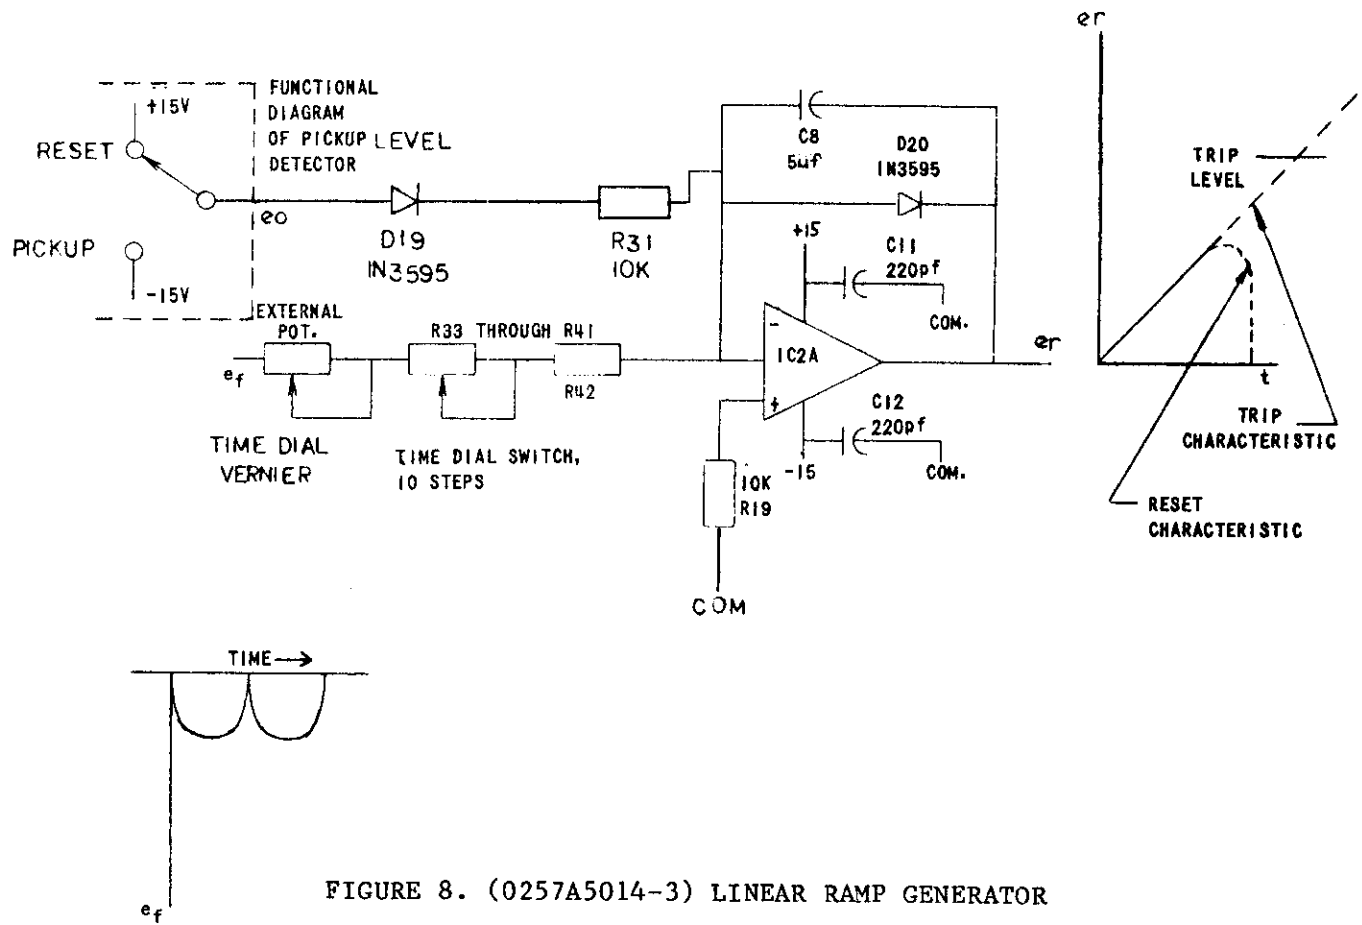 er
+15V
FUNCTIONAL
DIAGRAM
OF PICKUP LEVEL
DETECTOR
RESET
eo
PICKUP
-15V
D19
IN3595
R31
10K
C8
5uf
D20
IN3595
+15
C11
220pf
COM.
TRIP
LEVEL
EXTERNAL
POT.
R33 THROUGH R41
R42
ef
-
IC2A
+
er
t
C12
220pf
COM.
-15
TIME DIAL
VERNIER
TIME DIAL SWITCH,
10 STEPS
10K
R19
COM
TRIP
CHARACTERISTIC
RESET
CHARACTERISTIC
TIME
ef
FIGURE 8. (0257A5014-3) LINEAR RAMP GENERATOR